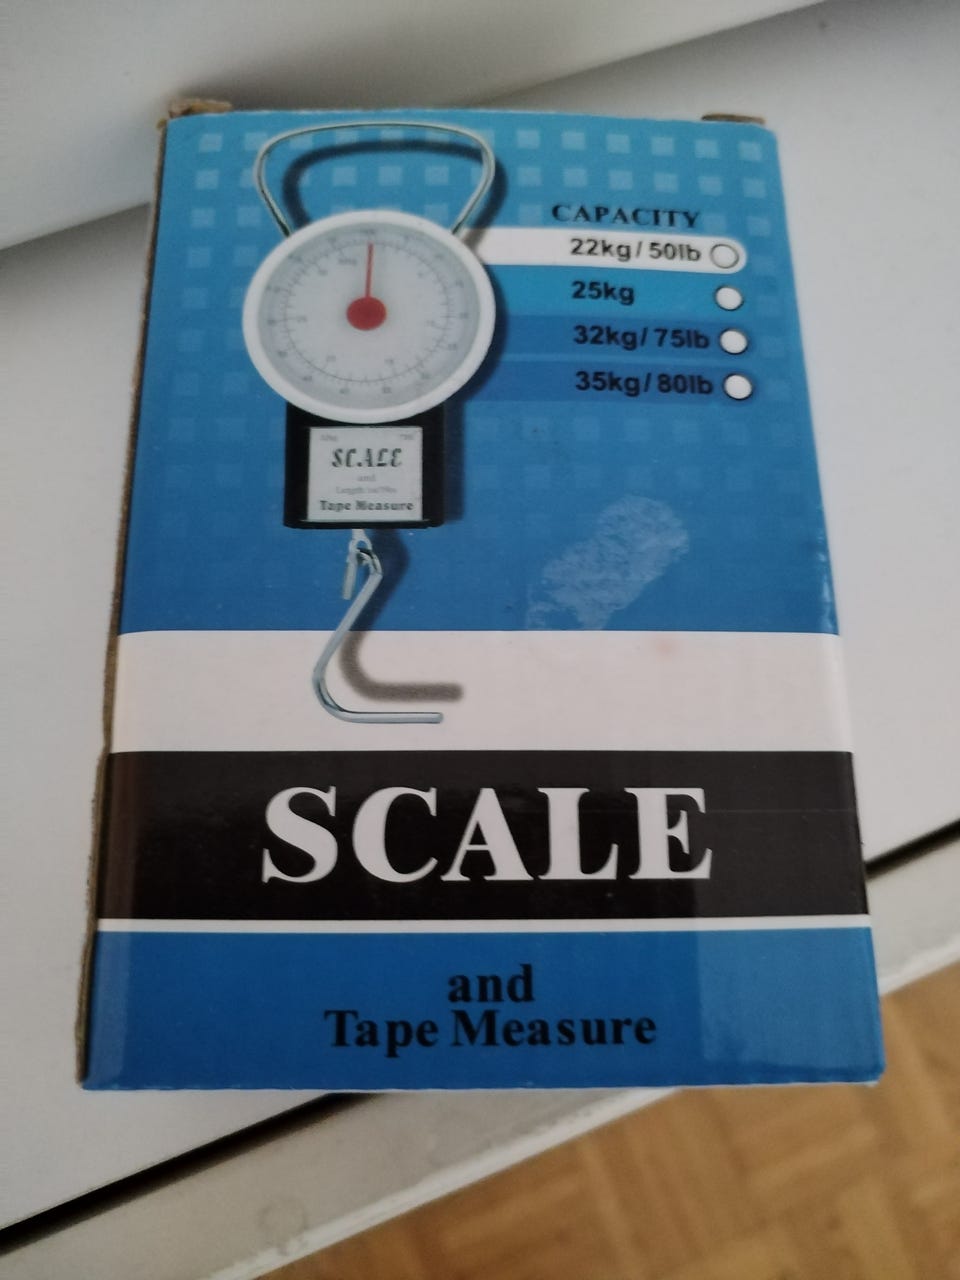 CAPACITY
22kg/50lb
25kg
32kg/75lb
35kg/80lb
SCALE
and
Tape Measure
SCALE
and
Tape Measure